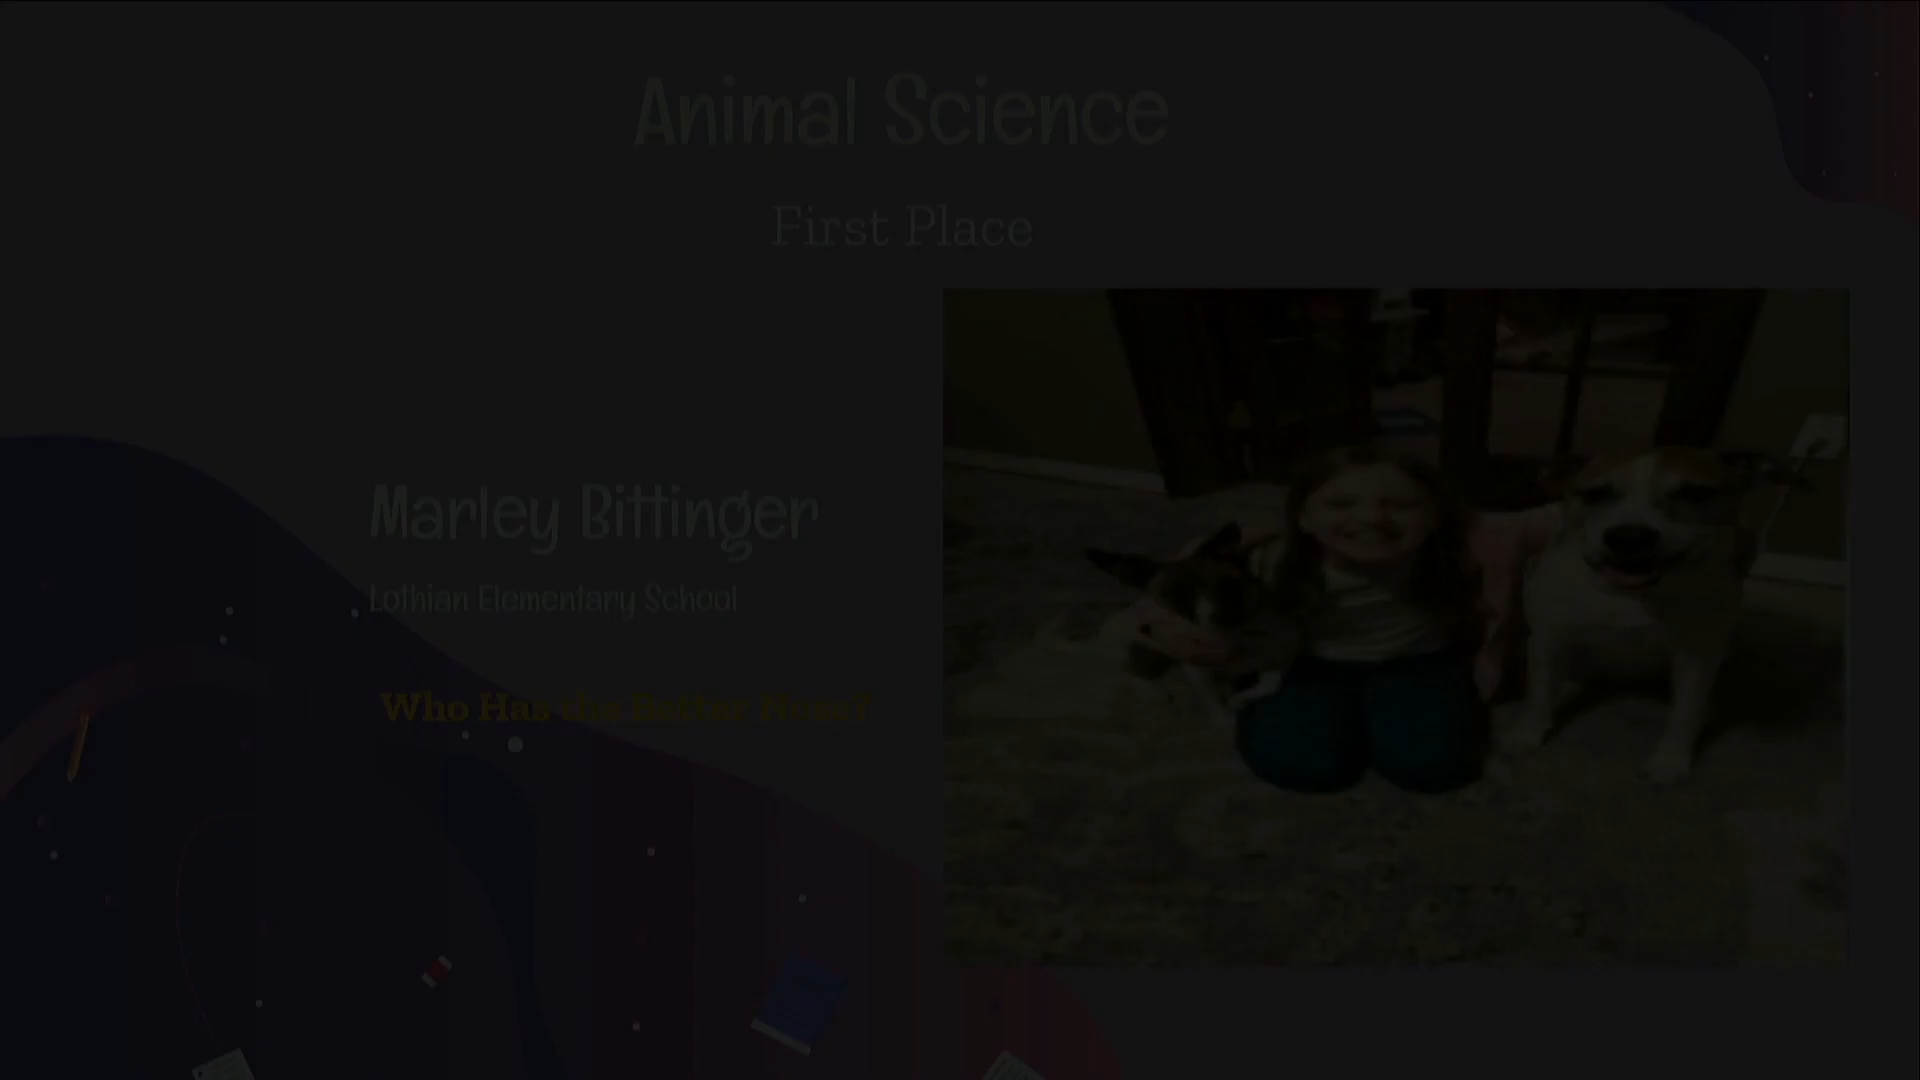 Animal Science
First Place
Marley Bittinger
Lothian Elementary School
Who Has the Better Nose?